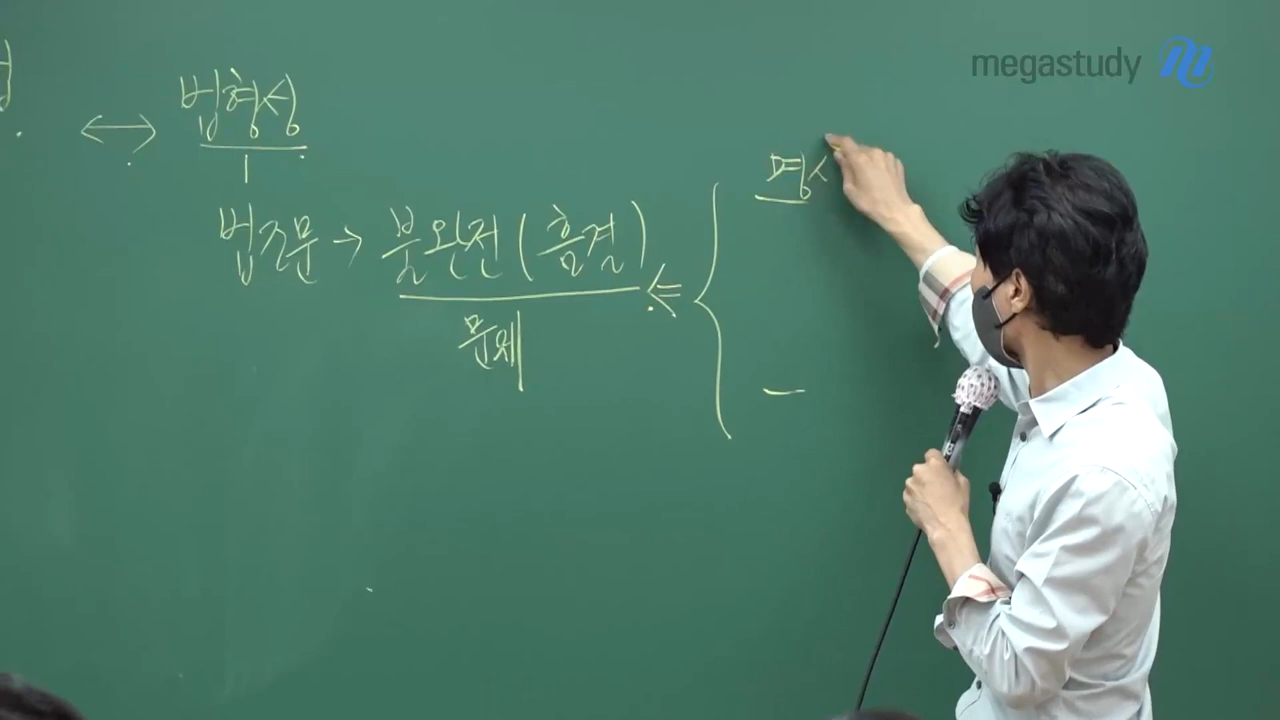 megastudy
↔ 법형성
법조문 → 불완전(흠결) ⇐ {
문제
명시